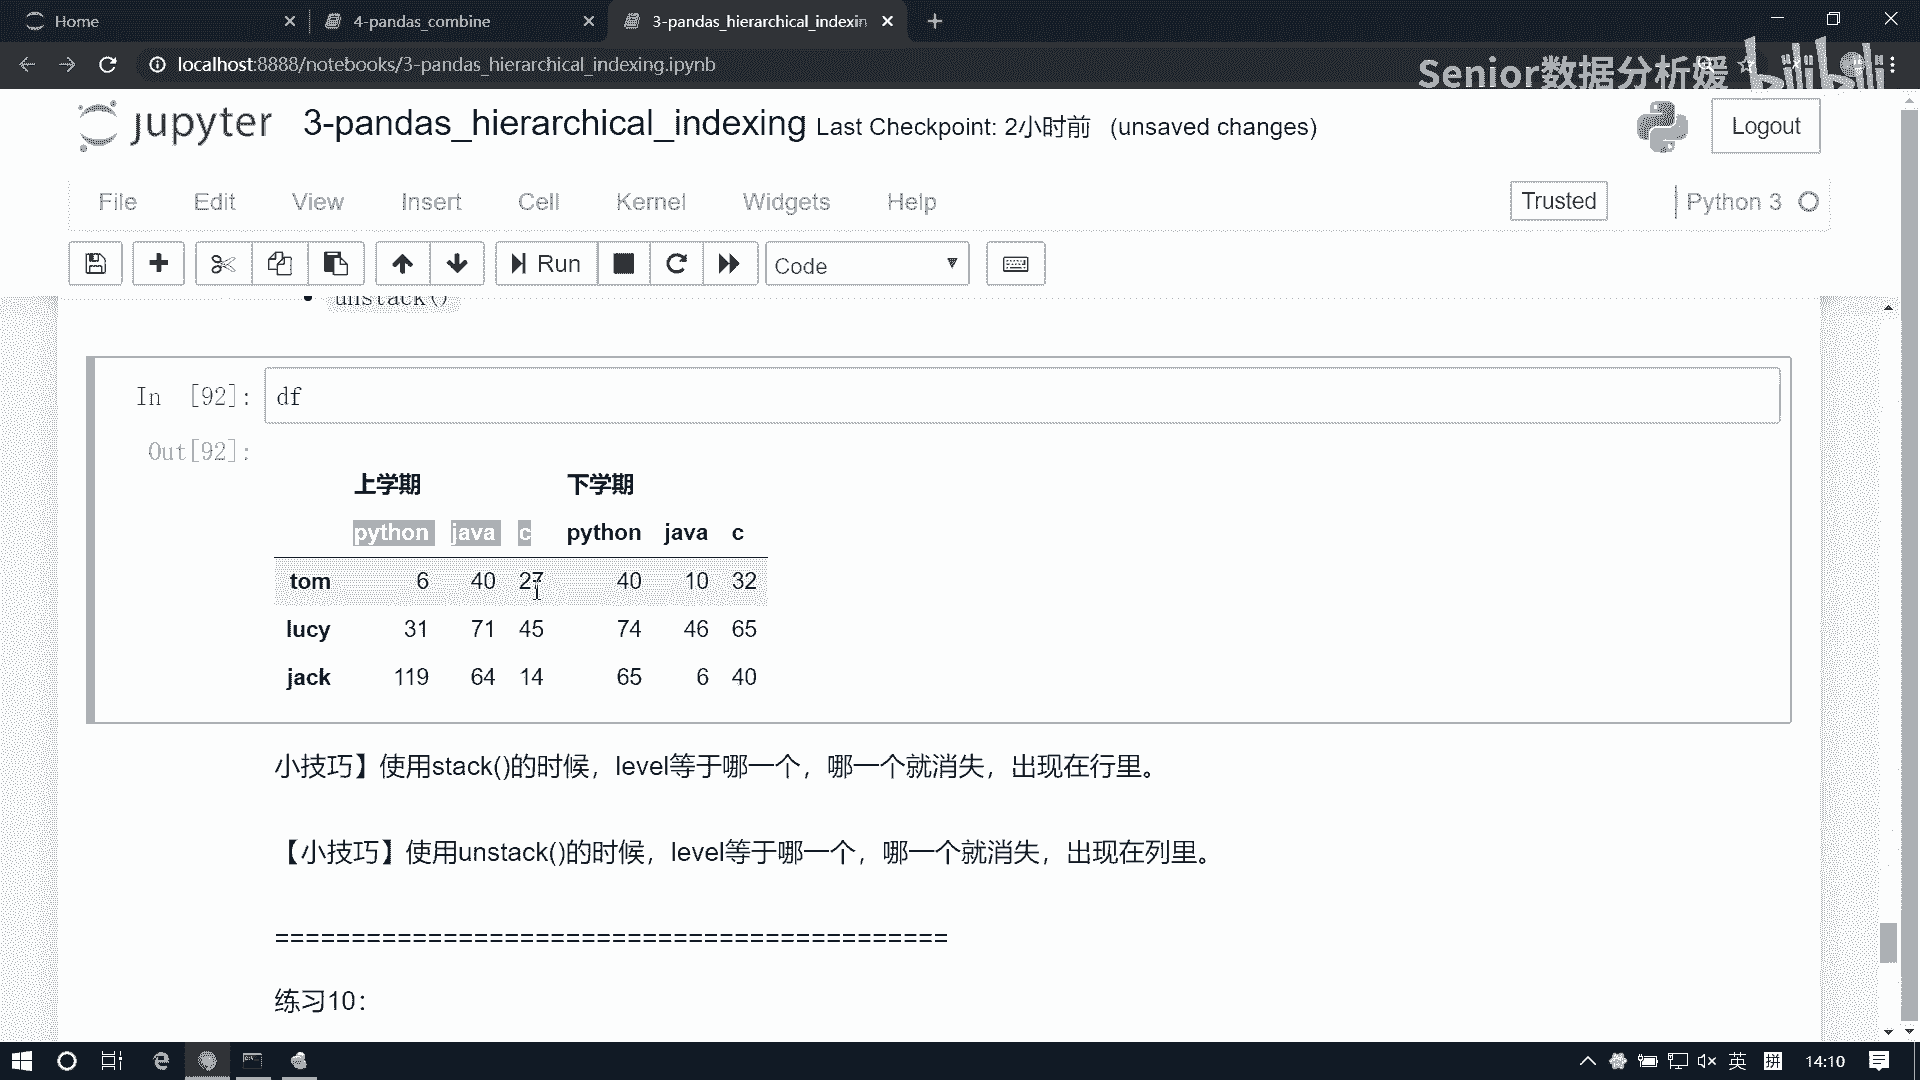 Home
4-pandas_combine
3-pandas_hierarchical_indexin
localhost:8888/notebooks/3-pandas_hierarchical_indexing.ipynb
Senior数据分析媛 bilibili
jupyter 3-pandas_hierarchical_indexing Last Checkpoint: 2小时前 (unsaved changes)
Logout
File Edit View Insert Cell Kernel Widgets Help
Trusted
Python 3
Run
Code
unstack()
In [92]: df
Out[92]:
上学期 下学期
python java c python java c
tom 6 40 27 40 10 32
lucy 31 71 45 74 46 65
jack 119 64 14 65 6 40
小技巧】使用stack()的时候，level等于哪一个，哪一个就消失，出现在行里。
【小技巧】使用unstack()的时候，level等于哪一个，哪一个就消失，出现在列里。
============================================
练习10：
英 拼 14:10